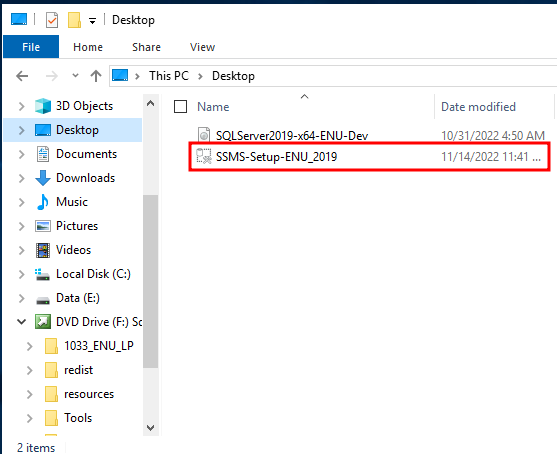 Desktop
File Home Share View
This PC Desktop
Name Date modified
3D Objects
Desktop
Documents
Downloads
Music
Pictures
Videos
Local Disk (C:)
Data (E:)
DVD Drive (F:) Sc
1033_ENU_LP
redist
resources
Tools
SQLServer2019-x64-ENU-Dev 10/31/2022 4:50 AM
SSMS-Setup-ENU_2019 11/14/2022 11:41 ...
2 items